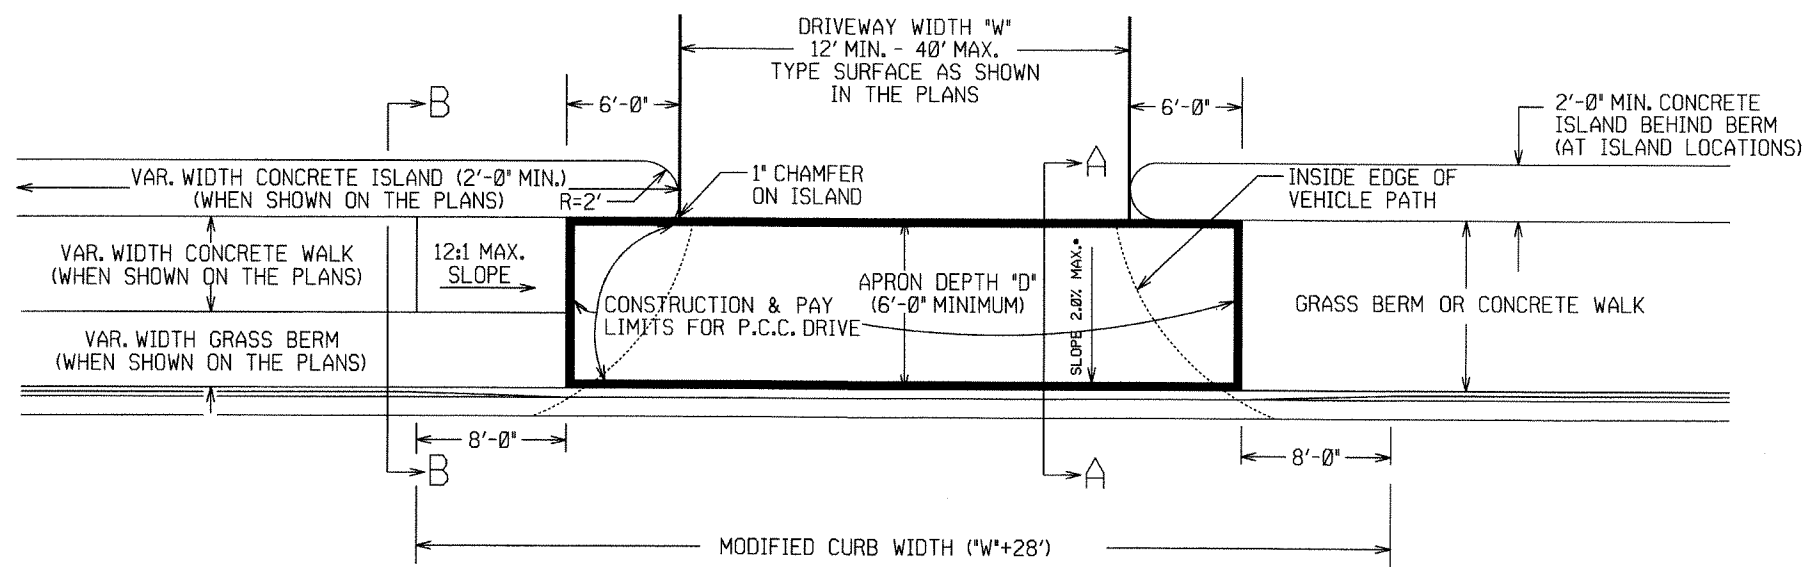 DRIVEWAY WIDTH "W"
12' MIN. - 40' MAX.
TYPE SURFACE AS SHOWN
IN THE PLANS
B
6'-0"
6'-0"
2'-0" MIN. CONCRETE
ISLAND BEHIND BERM
(AT ISLAND LOCATIONS)
A
VAR. WIDTH CONCRETE ISLAND (2'-0" MIN.)
(WHEN SHOWN ON THE PLANS)
R=2'
1" CHAMFER
ON ISLAND
INSIDE EDGE OF
VEHICLE PATH
VAR. WIDTH CONCRETE WALK
(WHEN SHOWN ON THE PLANS)
12:1 MAX.
SLOPE
CONSTRUCTION & PAY
LIMITS FOR P.C.C. DRIVE
APRON DEPTH "D"
(6'-0" MINIMUM)
SLOPE 2.0% MAX.*
GRASS BERM OR CONCRETE WALK
VAR. WIDTH GRASS BERM
(WHEN SHOWN ON THE PLANS)
8'-0"
B
A
8'-0"
MODIFIED CURB WIDTH ("W"+28')